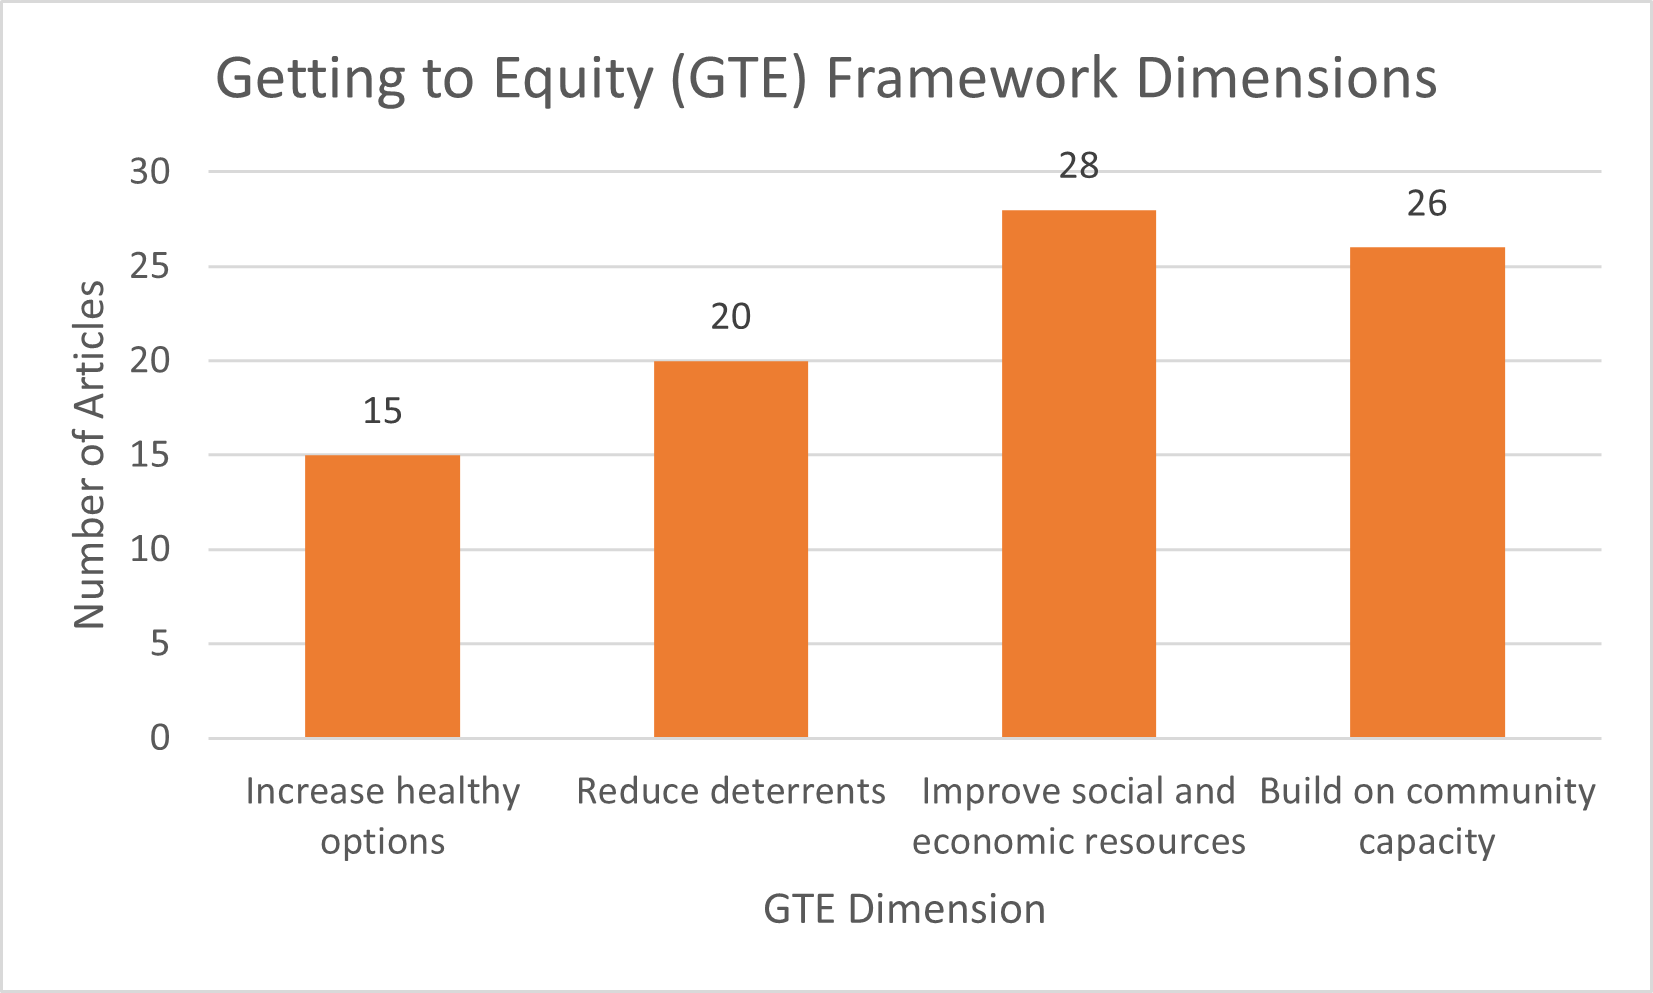 Getting to Equity (GTE) Framework Dimensions
30
25
20
15
10
5
0
Number of Articles
15
20
28
26
Increase healthy
options
Reduce deterrents
Improve social and
economic resources
Build on community
capacity
GTE Dimension